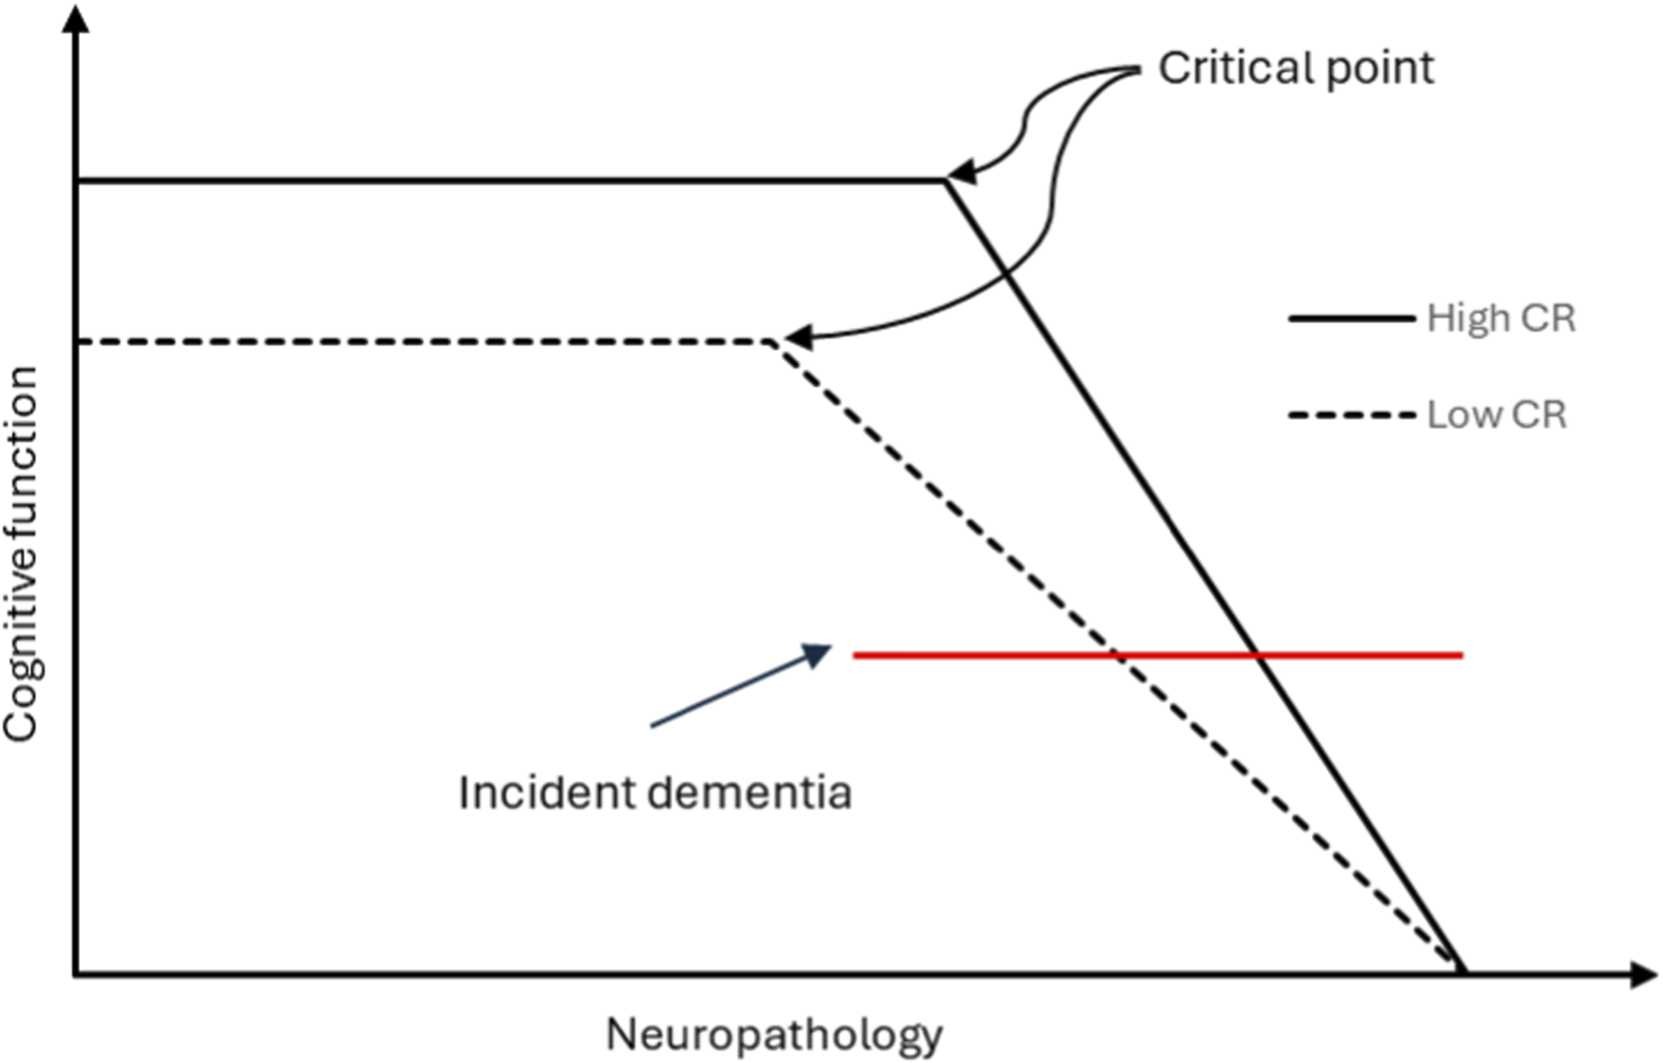 Critical point
High CR
Low CR
Cognitive function
Incident dementia
Neuropathology